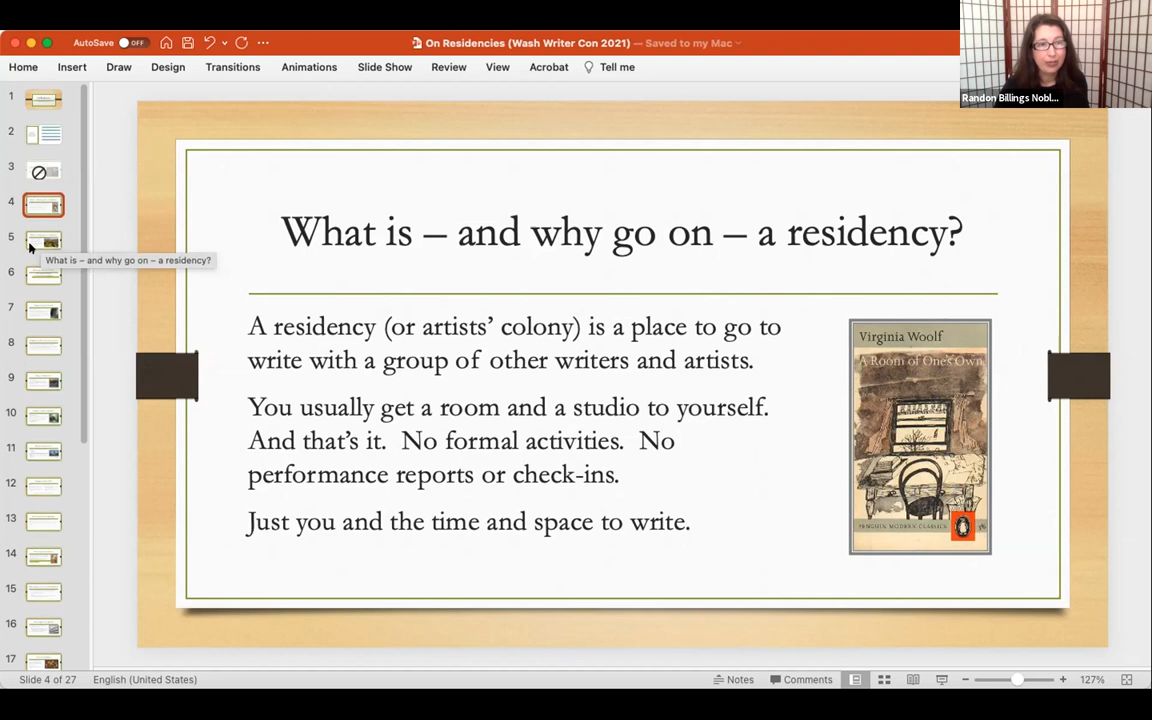 AutoSave OFF
On Residencies (Wash Writer Con 2021) — Saved to my Mac
Home Insert Draw Design Transitions Animations Slide Show Review View Acrobat Tell me
Randon Billings Nobl...
1
2
3
4
5
6
7
8
9
10
11
12
13
14
15
16
17
What is – and why go on – a residency?
What is – and why go on – a residency?
A residency (or artists’ colony) is a place to go to
write with a group of other writers and artists.
You usually get a room and a studio to yourself.
And that’s it. No formal activities. No
performance reports or check-ins.
Just you and the time and space to write.
Virginia Woolf
A Room of One's Own
PENGUIN MODERN CLASSICS
Slide 4 of 27 English (United States) Notes Comments 127%